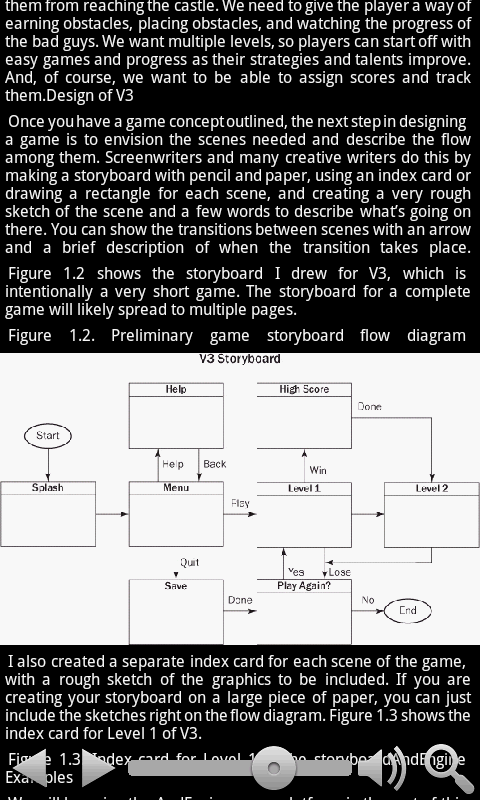 them from reaching the castle. We need to give the player a way of
earning obstacles, placing obstacles, and watching the progress of
the bad guys. We want multiple levels, so players can start off with
easy games and progress as their strategies and talents improve.
And, of course, we want to be able to assign scores and track
them.Design of V3
Once you have a game concept outlined, the next step in designing
a game is to envision the scenes needed and describe the flow
among them. Screenwriters and many creative writers do this by
making a storyboard with pencil and paper, using an index card or
drawing a rectangle for each scene, and creating a very rough
sketch of the scene and a few words to describe what's going on
there. You can show the transitions between scenes with an arrow
and a brief description of when the transition takes place.
Figure 1.2 shows the storyboard I drew for V3, which is
intentionally a very short game. The storyboard for a complete
game will likely spread to multiple pages.
Figure 1.2. Preliminary game storyboard flow diagram
V3 Storyboard
Help
High Score
Done
Start
Help
Back
Win
Splash
Menu
Play
Level 1
Level 2
Quit
Yes
Lose
Save
Done
Play Again?
No
End
I also created a separate index card for each scene of the game,
with a rough sketch of the graphics to be included. If you are
creating your storyboard on a large piece of paper, you can just
include the sketches right on the flow diagram. Figure 1.3 shows the
index card for Level 1 of V3.
Figure 1.3. Index card for Level 1 the storyboardAndEngine
Examples